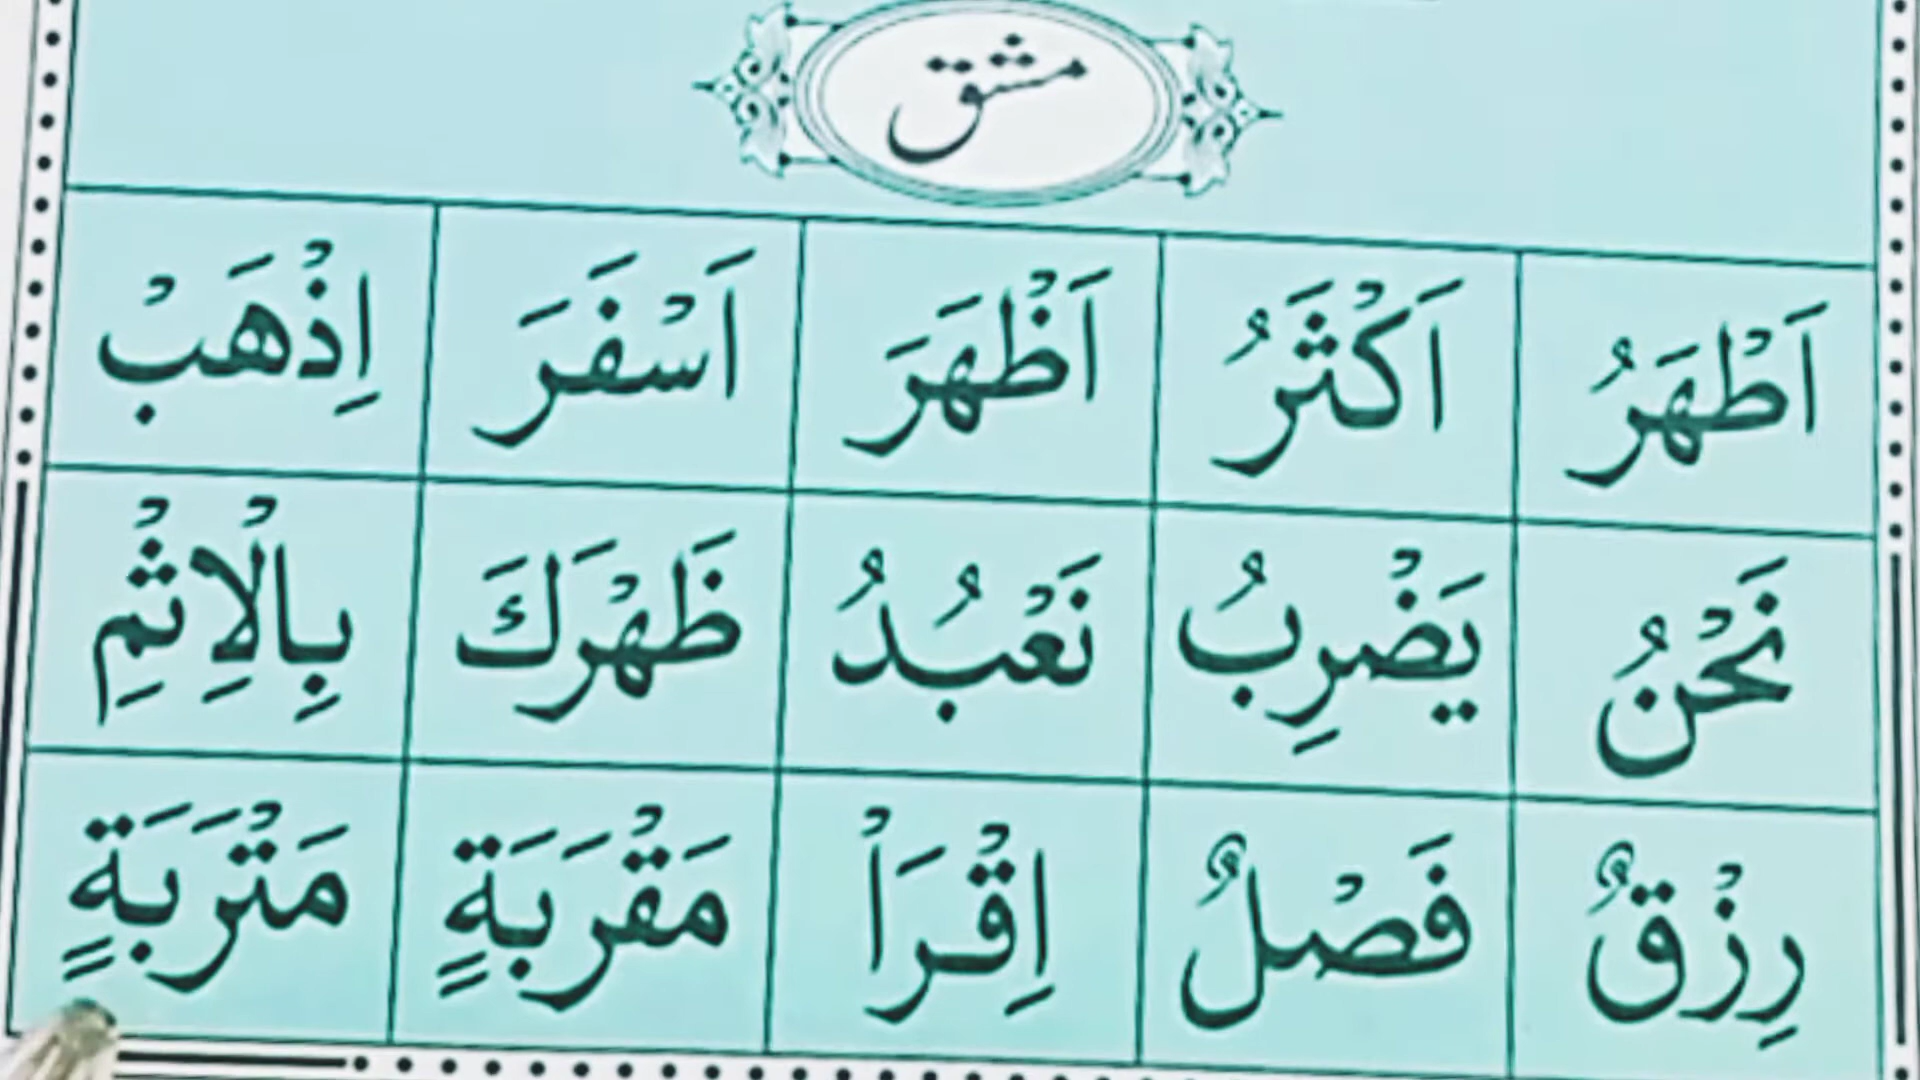 مشق
اَطْهَرُ اَكْثَرُ اَظْهَرَ اَسْفَرَ اِذْهَبْ
نَحْنُ يَضْرِبُ نَعْبُدُ ظَهْرَكَ بِالْاِثْمِ
رِزْقٌ فَصْلٌ اِقْرَاْ مَقْرَبَةٍ مَتْرَبَةٍ